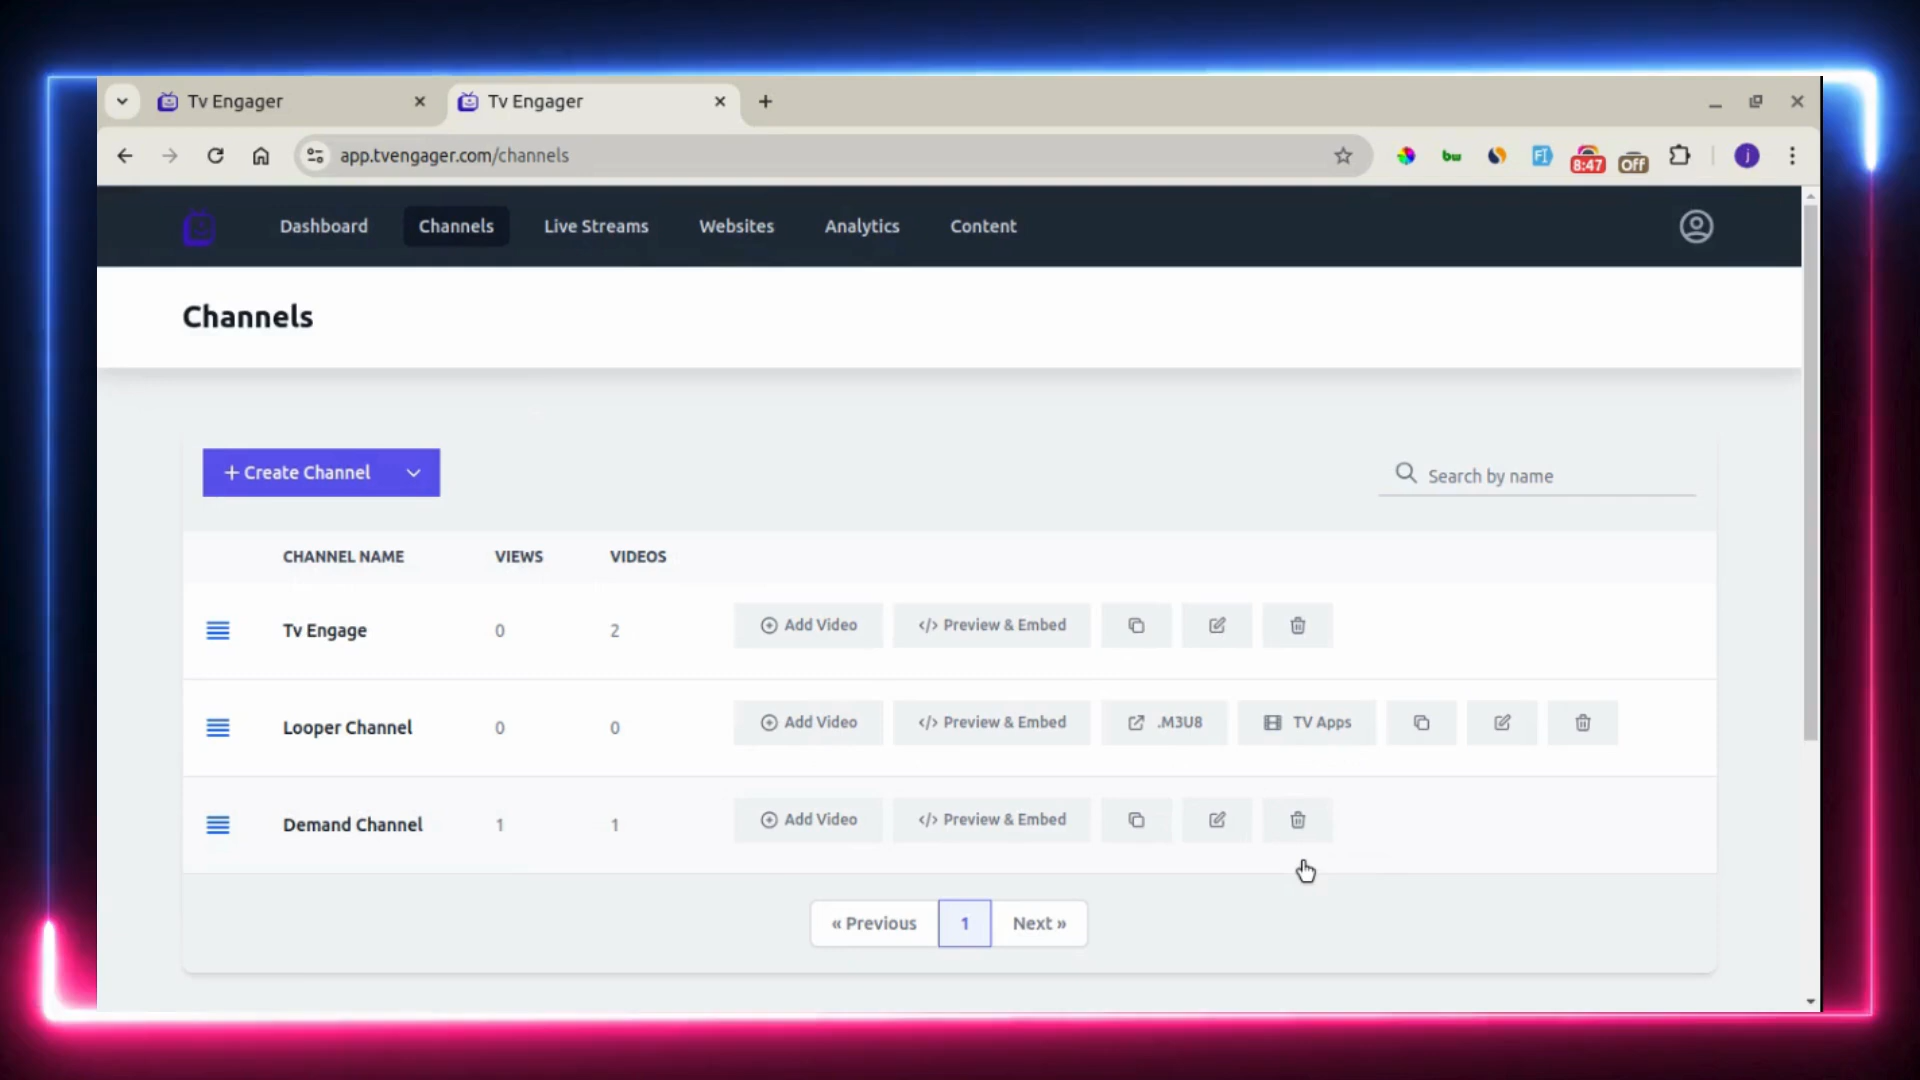 Tv Engager
Tv Engager
app.tvengager.com/channels
bw
FI
8:47
Off
j
Dashboard
Channels
Live Streams
Websites
Analytics
Content
Channels
+ Create Channel
Search by name
CHANNEL NAME VIEWS VIDEOS
Tv Engage 0 2 Add Video </> Preview & Embed
Looper Channel 0 0 Add Video </> Preview & Embed .M3U8 TV Apps
Demand Channel 1 1 Add Video </> Preview & Embed
« Previous 1 Next »